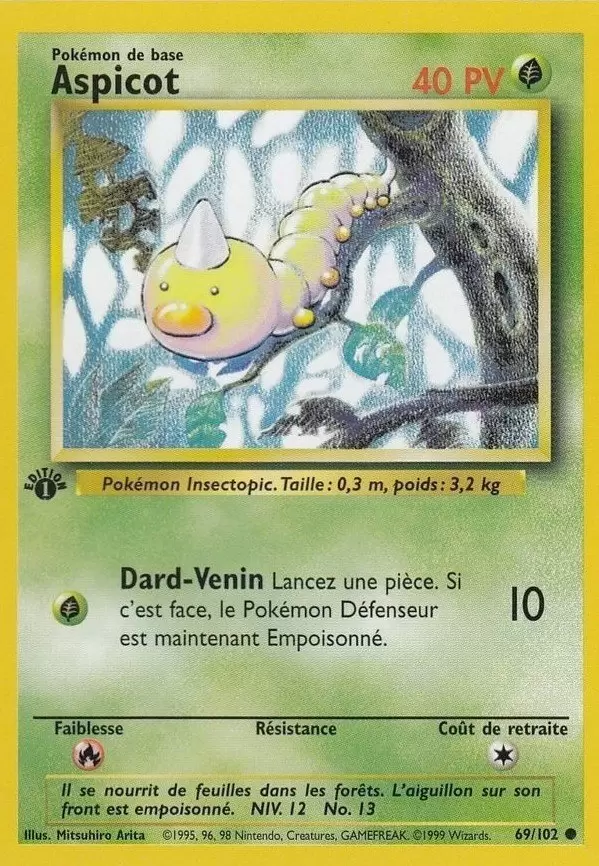 Pokémon de base
Aspicot
40 PV
EDITION
1
Pokémon Insectopic. Taille : 0,3 m, poids : 3,2 kg
Dard-Venin Lancez une pièce. Si
c'est face, le Pokémon Défenseur
est maintenant Empoisonné.
10
Faiblesse Résistance Coût de retraite
Il se nourrit de feuilles dans les forêts. L'aiguillon sur son
front est empoisonné. NIV. 12 No. 13
Illus. Mitsuhiro Arita ©1995, 96, 98 Nintendo, Creatures, GAMEFREAK. ©1999 Wizards. 69/102